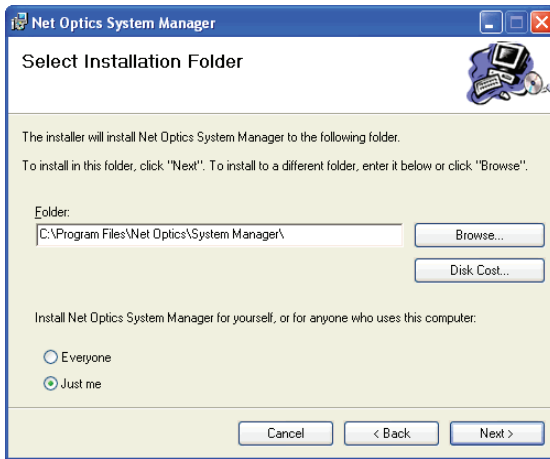 Net Optics System Manager
Select Installation Folder
The installer will install Net Optics System Manager to the following folder.
To install in this folder, click "Next". To install to a different folder, enter it below or click "Browse".
Folder:
C:\Program Files\Net Optics\System Manager\
Browse...
Disk Cost...
Install Net Optics System Manager for yourself, or for anyone who uses this computer:
Everyone
Just me
Cancel
< Back
Next >